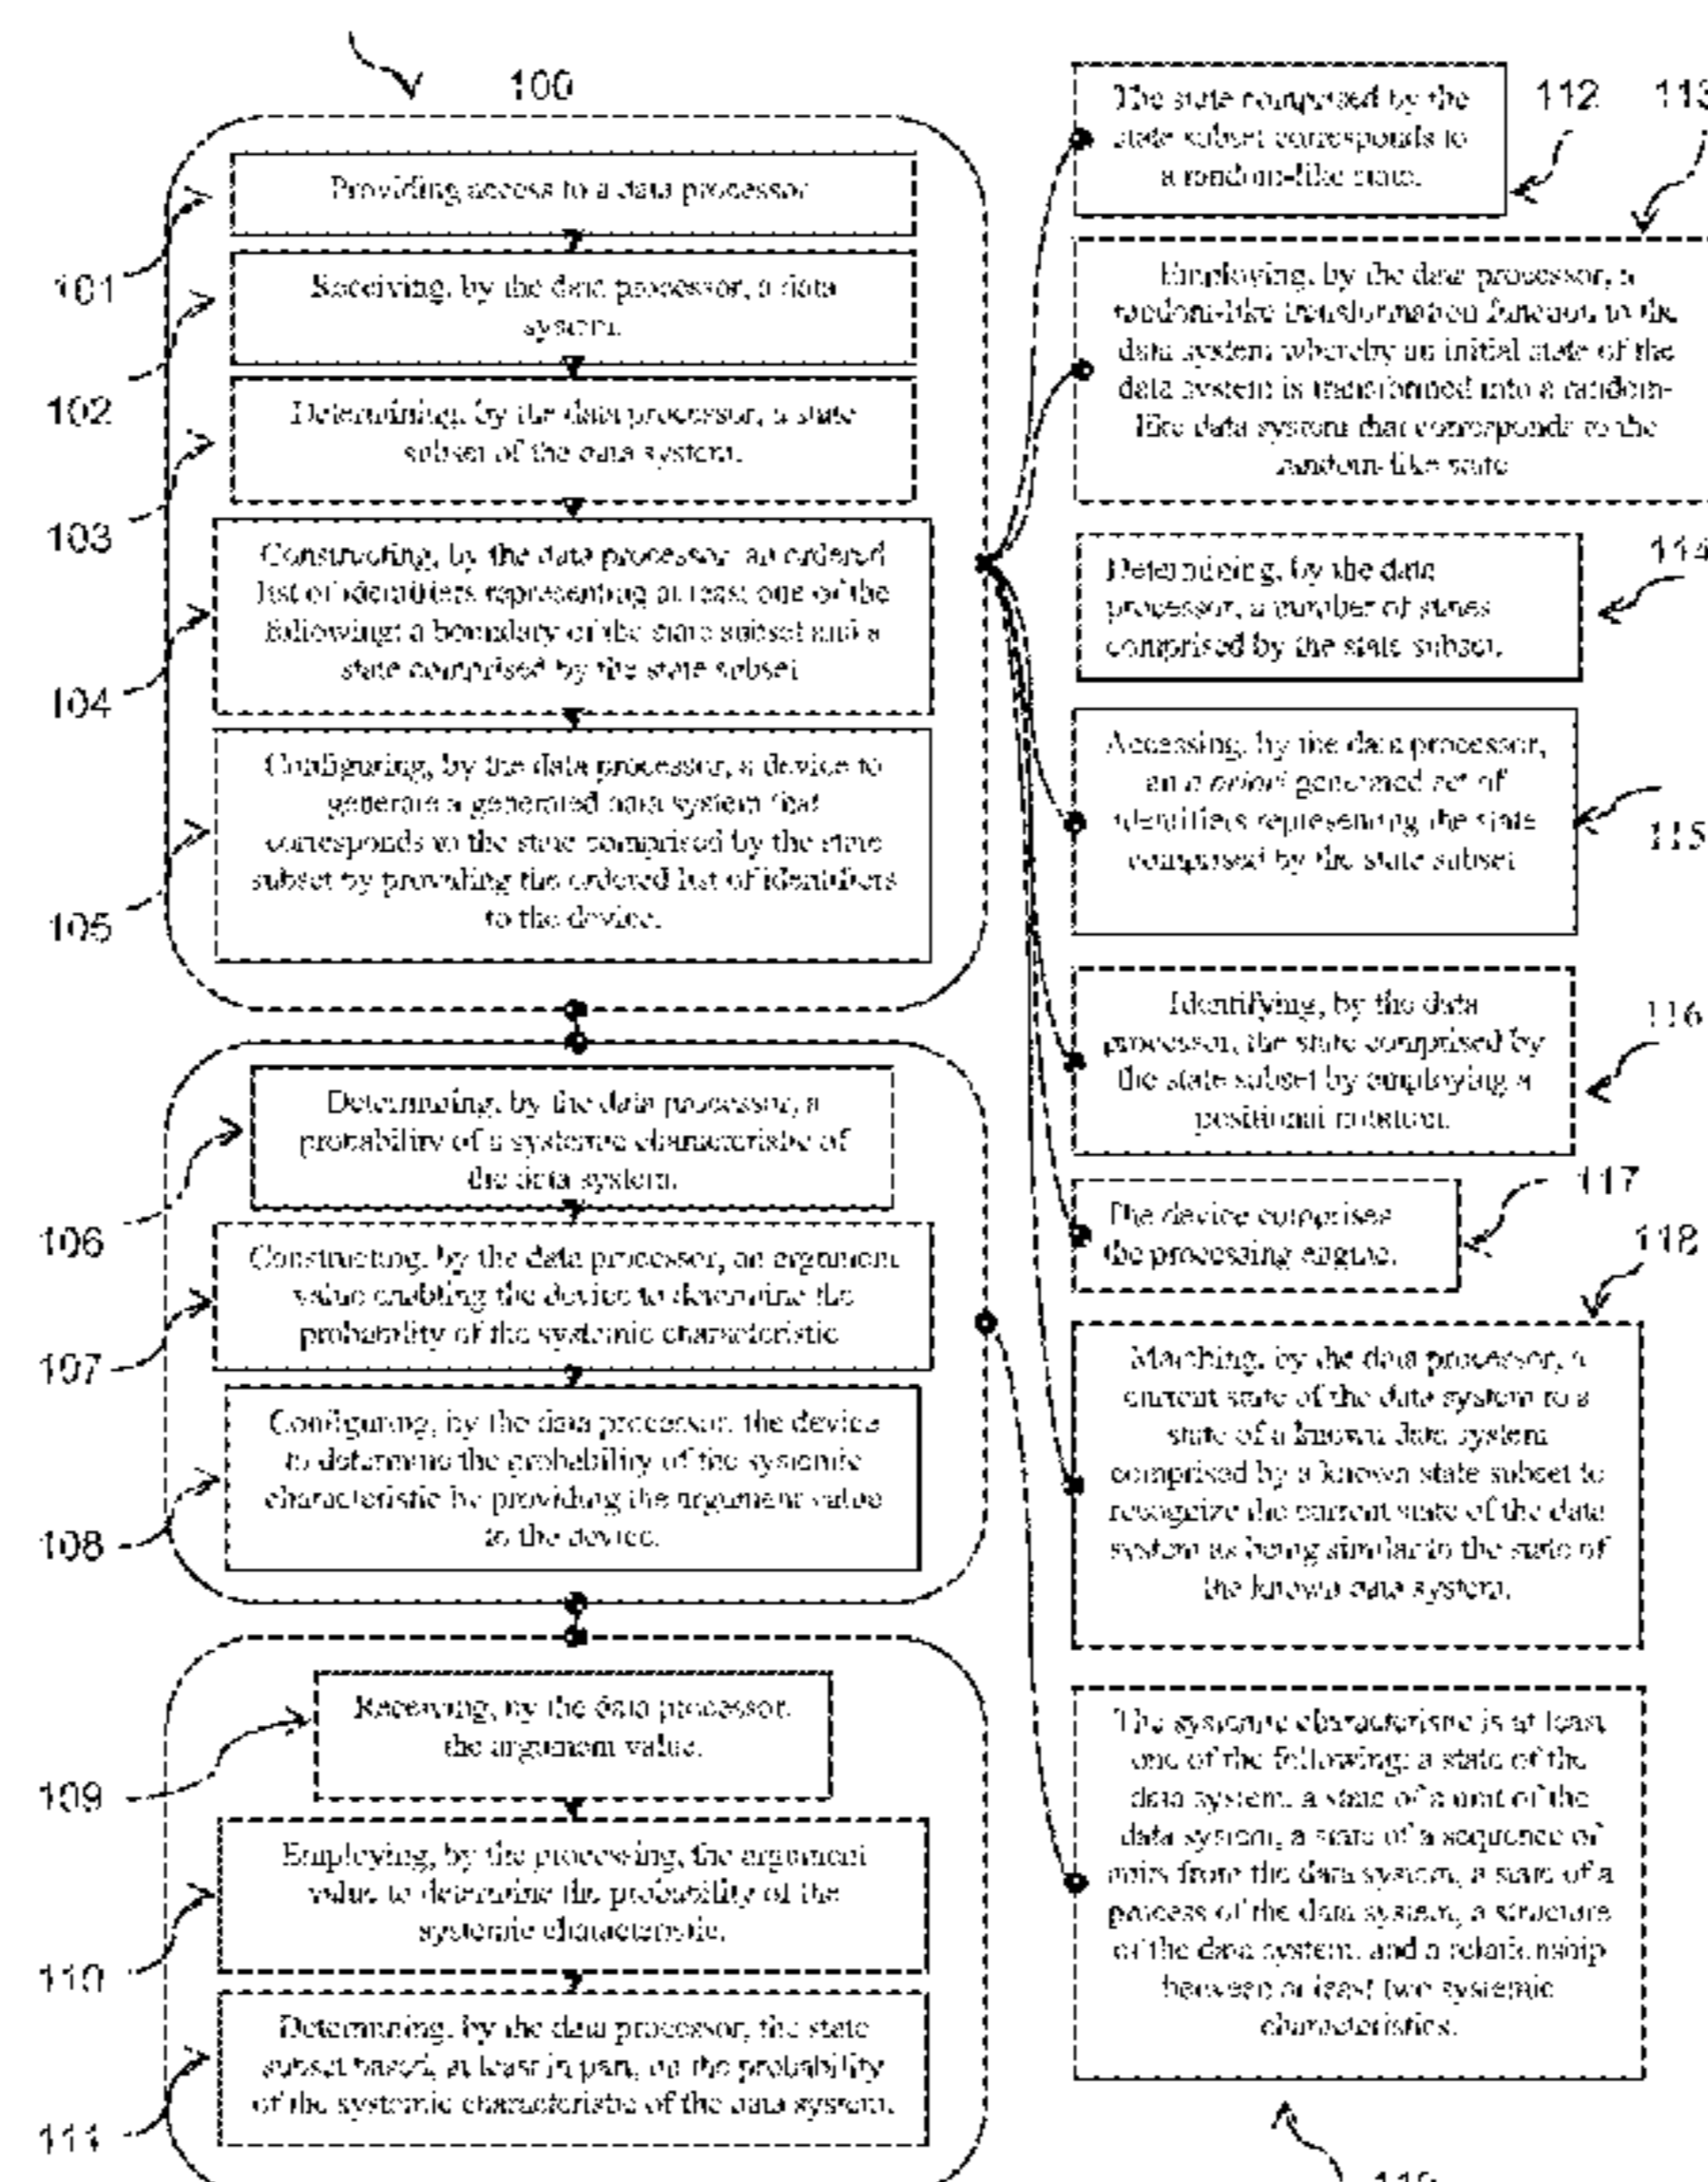 100
101
Providing access to a data processor
102
Receiving, by the data processor, a data
system.
103
Determining, by the data processor, a state
subset of the data system.
104
Constructing, by the data processor, an ordered
list of identifiers representing at least one of the
following: a boundary of the state subset and a
state comprised by the state subset
105
Configuring, by the data processor, a device to
generate a generated data system that
corresponds to the state comprised by the state
subset by providing the ordered list of identifiers
to the device.
106
Determining, by the data processor, a
probability of a systemic characteristic of
the data system.
107
Constructing, by the data processor, an argument
value enabling the device to determine the
probability of the systemic characteristic
108
Configuring, by the data processor, the device
to determine the probability of the systemic
characteristic by providing the argument value
to the device.
109
Receiving, by the data processor,
the argument value.
110
Employing, by the processing, the argument
value to determine the probability of the
systemic characteristic.
111
Determining, by the data processor, the state
subset based, at least in part, on the probability
of the systemic characteristic of the data system.
112
The state comprised by the
state subset corresponds to
a random-like state.
113
Employing, by the data processor, a
random-like transformation function to the
data system whereby an initial state of the
data system is transformed into a random-
like data system that corresponds to the
random-like state
114
Determining, by the data
processor, a number of states
comprised by the state subset.
115
Accessing, by the data processor,
an a priori generated set of
identifiers representing the state
comprised by the state subset
116
Identifying, by the data
processor, the state comprised by
the state subset by employing a
positional notation.
117
The device comprises
the processing engine.
118
Matching, by the data processor, a
current state of the data system to a
state of a known data system
comprised by a known state subset to
recognize the current state of the data
system as being similar to the state of
the known data system.
The systemic characteristic is at least
one of the following: a state of the
data system, a state of a unit of the
data system, a state of a sequence of
units from the data system, a state of a
process of the data system, a structure
of the data system, and a relationship
between at least two systemic
characteristics.